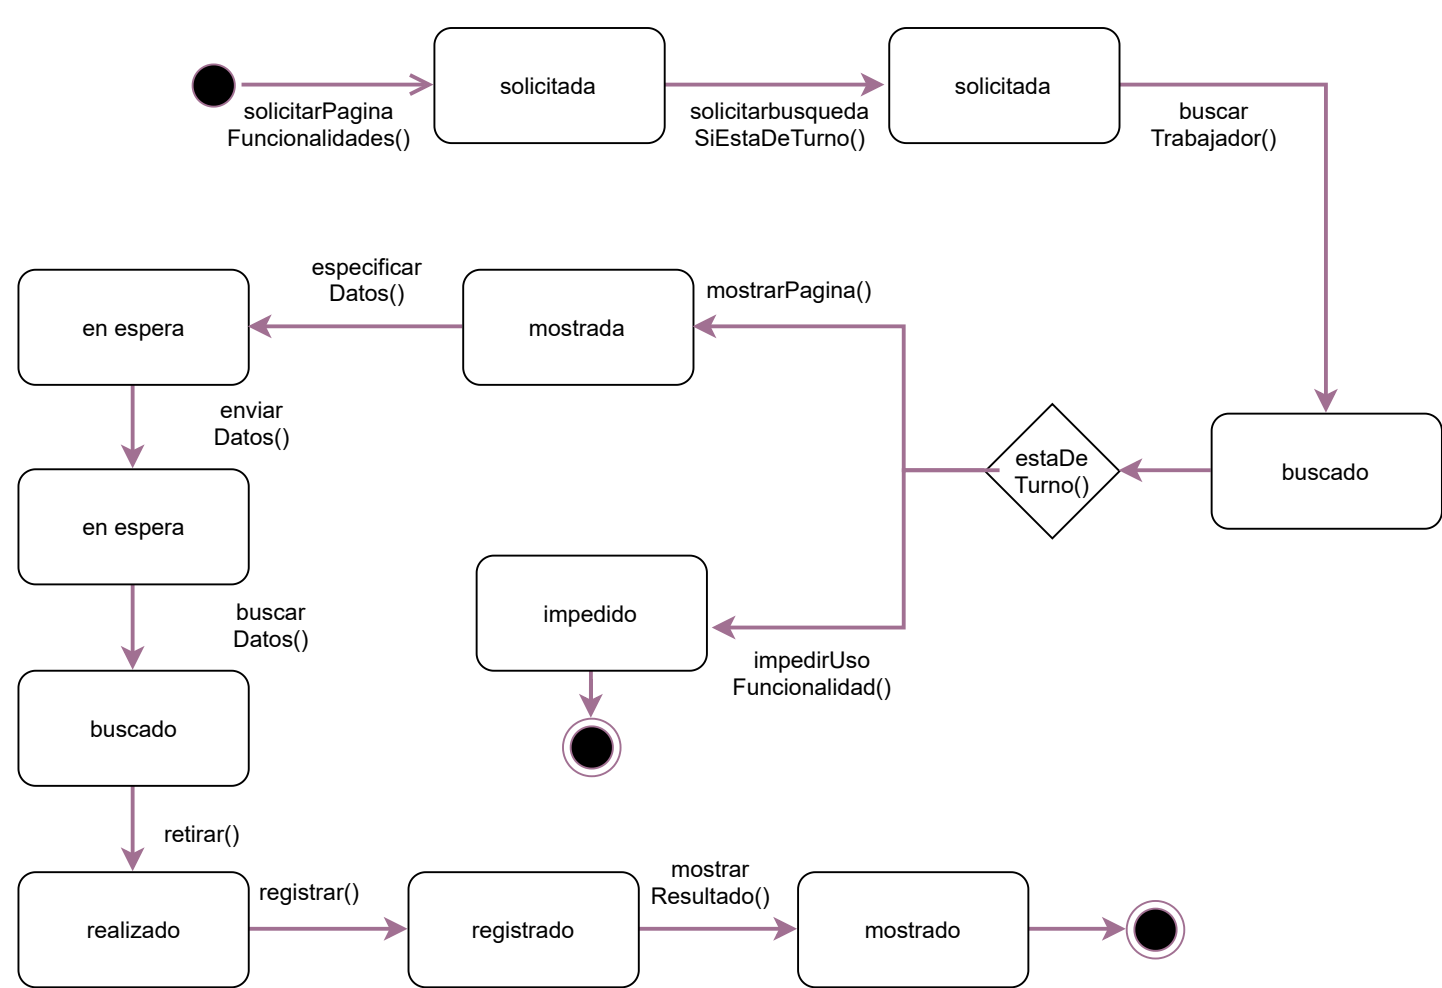 solicitada
solicitada
solicitarPagina
Funcionalidades()
solicitarbusqueda
SiEstaDeTurno()
buscar
Trabajador()
especificar
Datos()
mostrarPagina()
en espera
mostrada
enviar
Datos()
estaDe
Turno()
buscado
en espera
buscar
Datos()
impedido
impedirUso
Funcionalidad()
buscado
retirar()
realizado
registrar()
registrado
mostrar
Resultado()
mostrado